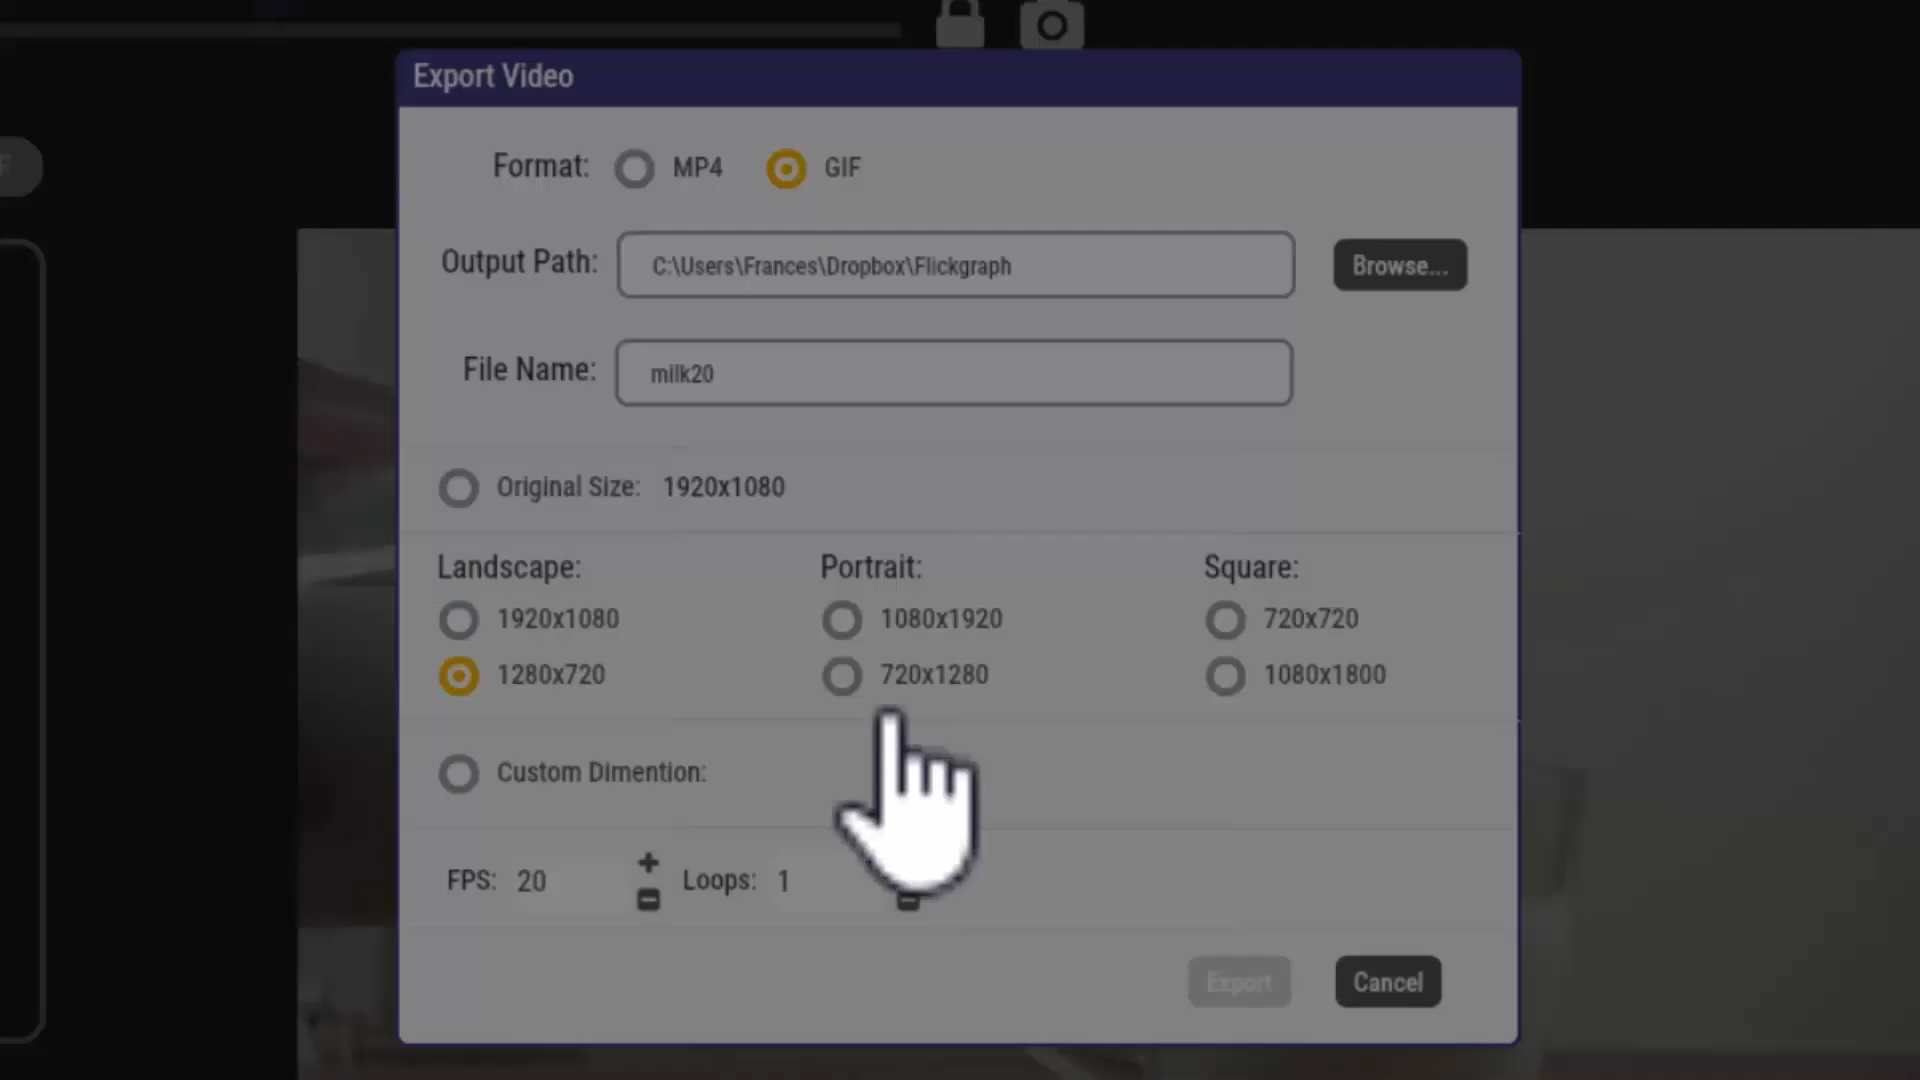 Export Video
Format: MP4 GIF
Output Path: C:\Users\Frances\Dropbox\Flickgraph Browse...
File Name: milk20
Original Size: 1920x1080
Landscape: Portrait: Square:
1920x1080 1080x1920 720x720
1280x720 720x1280 1080x1800
Custom Dimention:
FPS: 20 + Loops: 1
Export Cancel